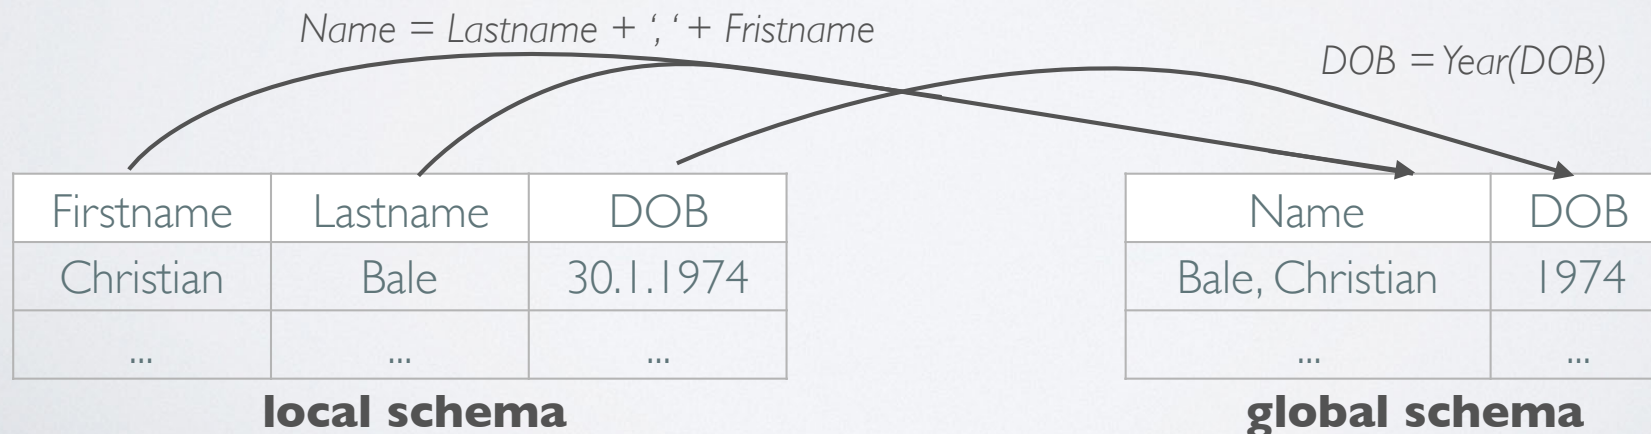 Name = Lastname + ‘, ‘ + Fristname
DOB = Year(DOB)
Firstname Lastname DOB Name DOB
Christian Bale 30.1.1974 Bale, Christian 1974
... ... ... ... ...
local schema global schema